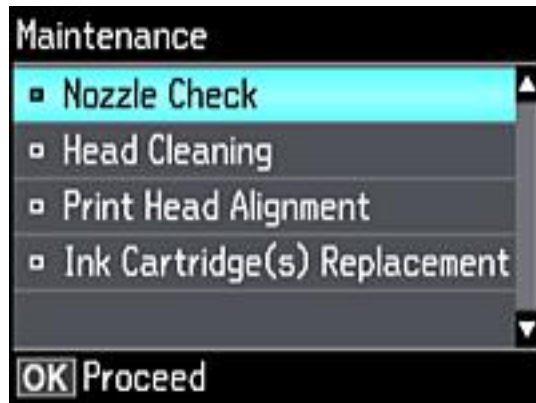 Maintenance
Nozzle Check
Head Cleaning
Print Head Alignment
Ink Cartridge(s) Replacement
OK Proceed